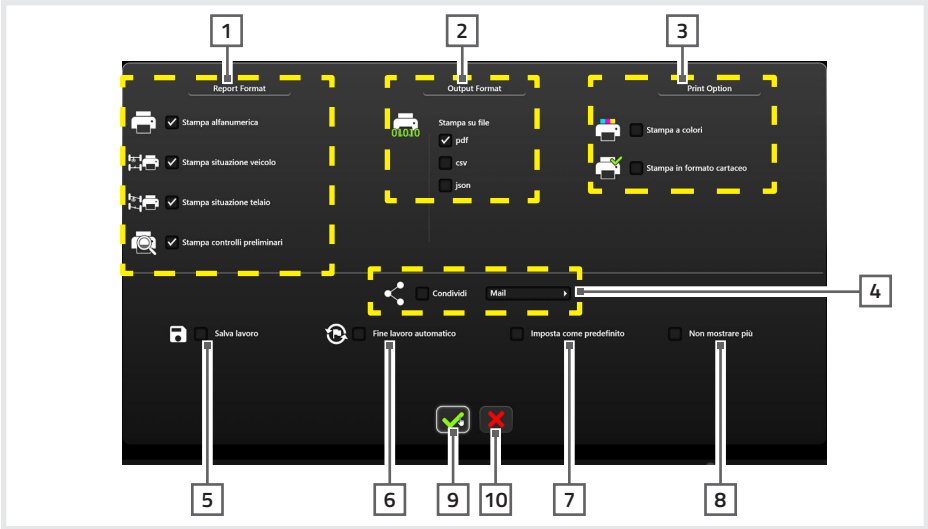 1
2
3
Report Format
Output Format
Print Option
Stampa alfanumerica
Stampa situazione veicolo
Stampa situazione telaio
Stampa controlli preliminari
01010
Stampa su file
pdf
csv
json
Stampa a colori
Stampa in formato cartaceo
Condividi
Mail
4
Salva lavoro
Fine lavoro automatico
Imposta come predefinito
Non mostrare più
5
6
9
10
7
8